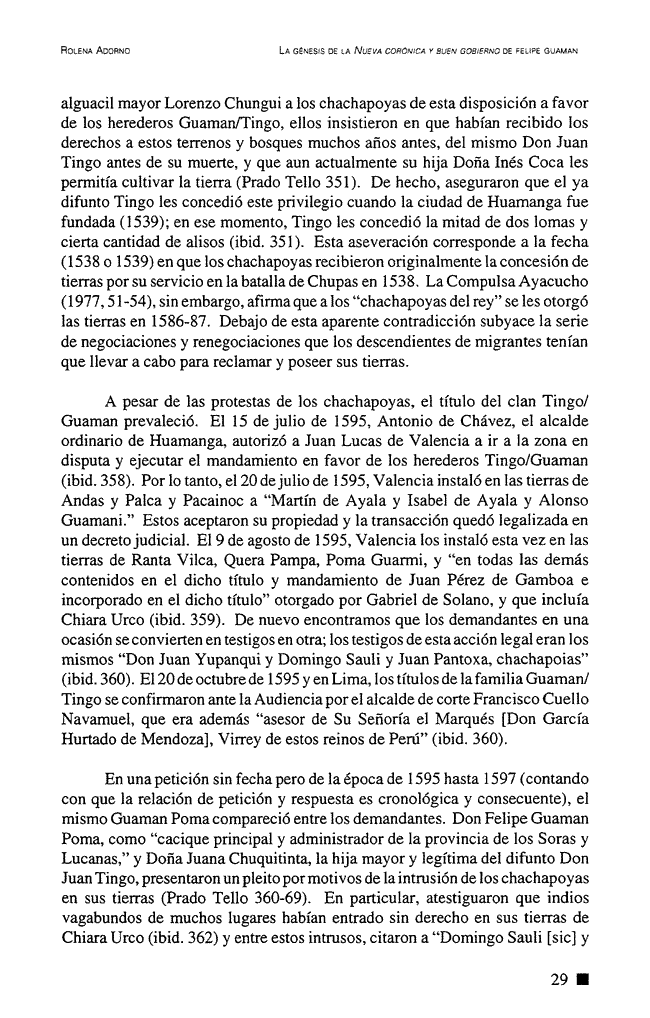 ROLENA ADORNO LA GÉNESIS DE LA NUEVA CORÓNICA Y BUEN GOBIERNO DE FELIPE GUAMAN
alguacil mayor Lorenzo Chungui a los chachapoyas de esta disposición a favor
de los herederos Guaman/Tingo, ellos insistieron en que habían recibido los
derechos a estos terrenos y bosques muchos años antes, del mismo Don Juan
Tingo antes de su muerte, y que aun actualmente su hija Doña Inés Coca les
permitía cultivar la tierra (Prado Tello 351). De hecho, aseguraron que el ya
difunto Tingo les concedió este privilegio cuando la ciudad de Huamanga fue
fundada (1539); en ese momento, Tingo les concedió la mitad de dos lomas y
cierta cantidad de alisos (ibid. 351). Esta aseveración corresponde a la fecha
(1538 o 1539) en que los chachapoyas recibieron originalmente la concesión de
tierras por su servicio en la batalla de Chupas en 1538. La Compulsa Ayacucho
(1977, 51-54), sin embargo, afirma que a los “chachapoyas del rey” se les otorgó
las tierras en 1586-87. Debajo de esta aparente contradicción subyace la serie
de negociaciones y renegociaciones que los descendientes de migrantes tenían
que llevar a cabo para reclamar y poseer sus tierras.
A pesar de las protestas de los chachapoyas, el título del clan Tingo/
Guaman prevaleció. El 15 de julio de 1595, Antonio de Chávez, el alcalde
ordinario de Huamanga, autorizó a Juan Lucas de Valencia a ir a la zona en
disputa y ejecutar el mandamiento en favor de los herederos Tingo/Guaman
(ibid. 358). Por lo tanto, el 20 de julio de 1595, Valencia instaló en las tierras de
Andas y Palca y Pacainoc a “Martín de Ayala y Isabel de Ayala y Alonso
Guamani.” Estos aceptaron su propiedad y la transacción quedó legalizada en
un decreto judicial. El 9 de agosto de 1595, Valencia los instaló esta vez en las
tierras de Ranta Vilca, Quera Pampa, Poma Guarmi, y “en todas las demás
contenidos en el dicho título y mandamiento de Juan Pérez de Gamboa e
incorporado en el dicho título” otorgado por Gabriel de Solano, y que incluía
Chiara Urco (ibid. 359). De nuevo encontramos que los demandantes en una
ocasión se convierten en testigos en otra; los testigos de esta acción legal eran los
mismos “Don Juan Yupanqui y Domingo Sauli y Juan Pantoxa, chachapoias”
(ibid. 360). El 20 de octubre de 1595 y en Lima, los títulos de la familia Guaman/
Tingo se confirmaron ante la Audiencia por el alcalde de corte Francisco Cuello
Navamuel, que era además “asesor de Su Señoría el Marqués [Don García
Hurtado de Mendoza], Virrey de estos reinos de Perú” (ibid. 360).
En una petición sin fecha pero de la época de 1595 hasta 1597 (contando
con que la relación de petición y respuesta es cronológica y consecuente), el
mismo Guaman Poma compareció entre los demandantes. Don Felipe Guaman
Poma, como “cacique principal y administrador de la provincia de los Soras y
Lucanas,” y Doña Juana Chuquitinta, la hija mayor y legítima del difunto Don
Juan Tingo, presentaron un pleito por motivos de la intrusión de los chachapoyas
en sus tierras (Prado Tello 360-69). En particular, atestiguaron que indios
vagabundos de muchos lugares habían entrado sin derecho en sus tierras de
Chiara Urco (ibid. 362) y entre estos intrusos, citaron a “Domingo Sauli [sic] y
29